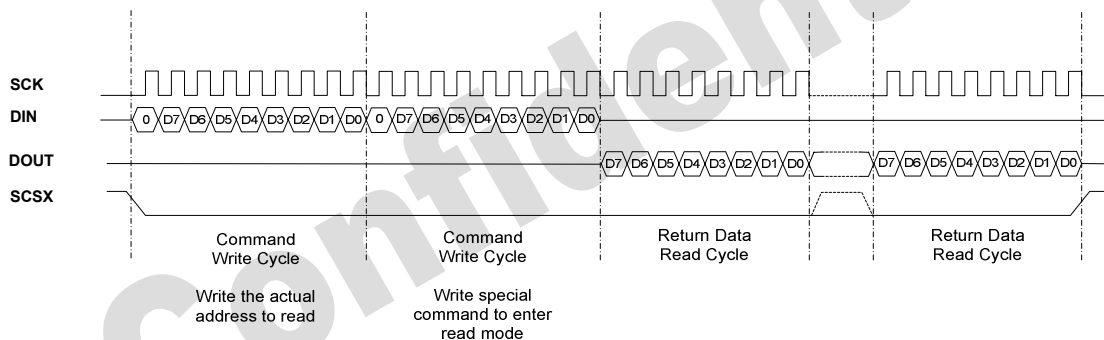 SCK
DIN
0 D7 D6 D5 D4 D3 D2 D1 D0 0 D7 D6 D5 D4 D3 D2 D1 D0
DOUT
D7 D6 D5 D4 D3 D2 D1 D0 D7 D6 D5 D4 D3 D2 D1 D0
SCSX
Command
Write Cycle
Command
Write Cycle
Return Data
Read Cycle
Return Data
Read Cycle
Write the actual
address to read
Write special
command to enter
read mode
Confident